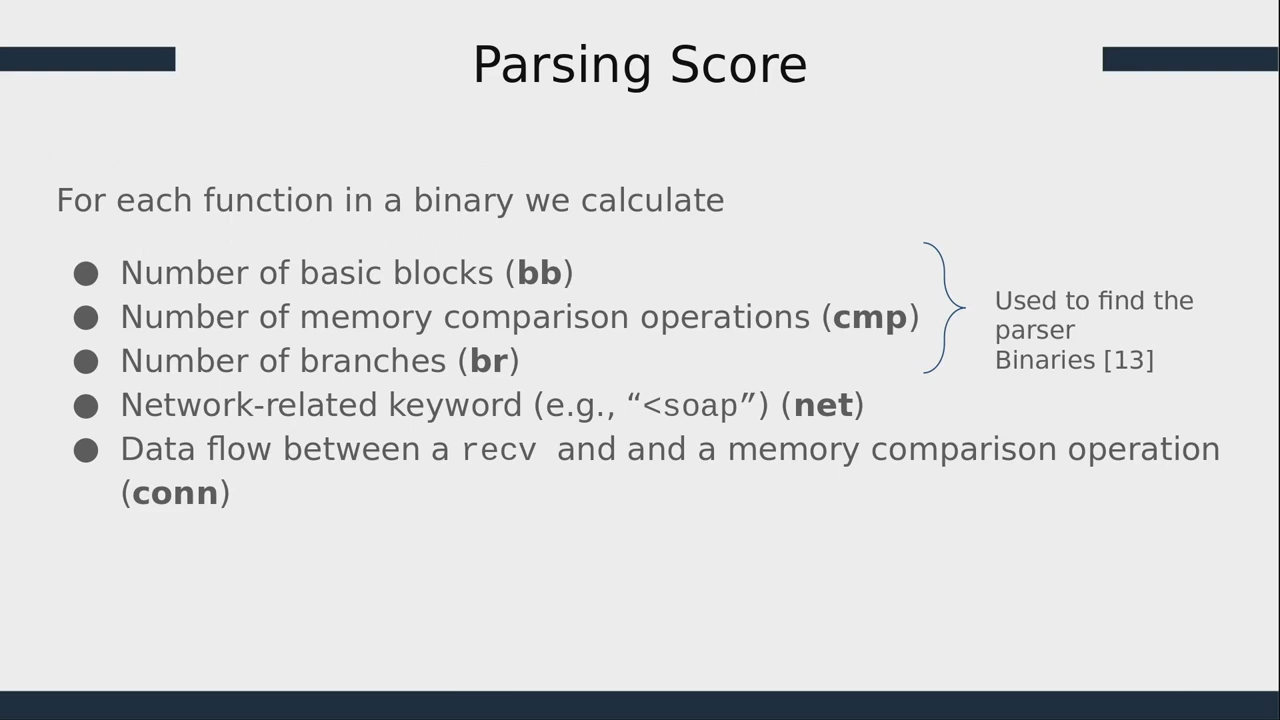 Parsing Score
For each function in a binary we calculate
● Number of basic blocks (bb)
● Number of memory comparison operations (cmp)
● Number of branches (br)
● Network-related keyword (e.g., “<soap”) (net)
● Data flow between a recv and and a memory comparison operation
(conn)
Used to find the
parser
Binaries [13]